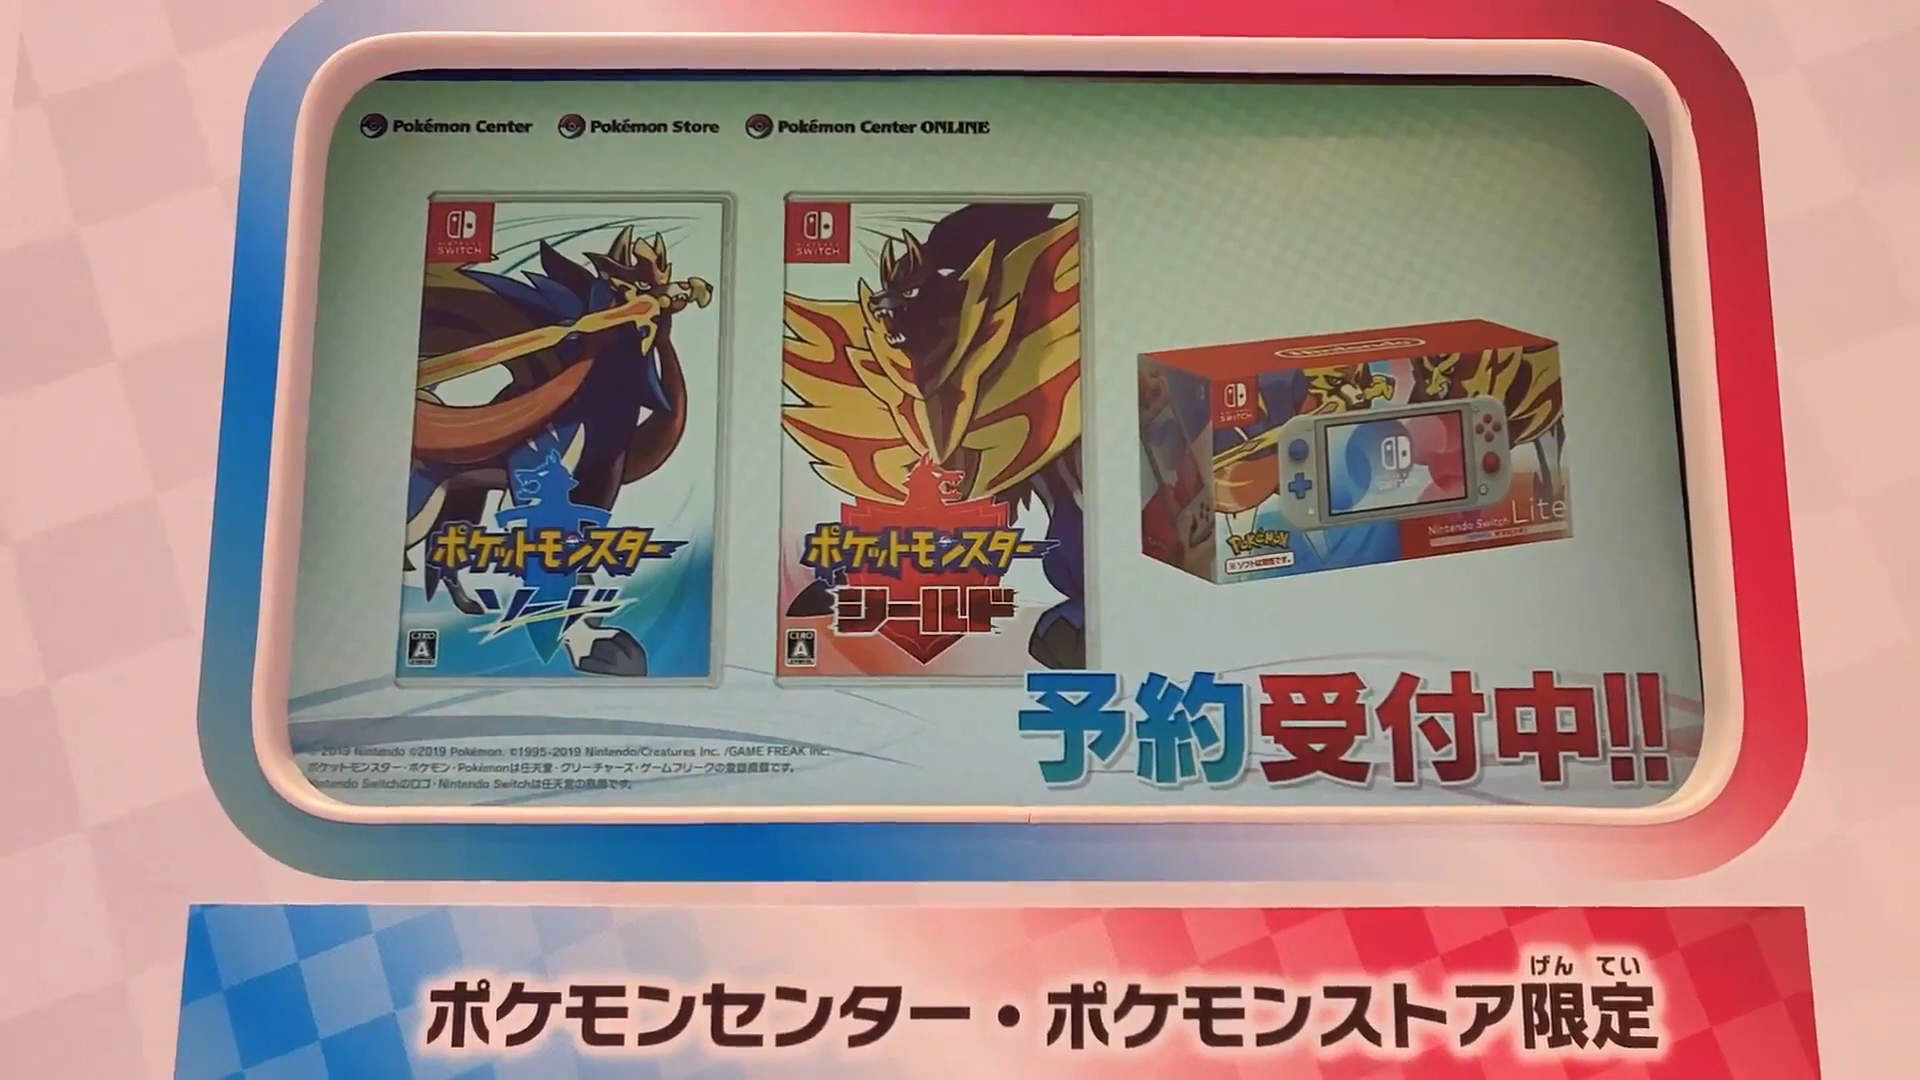 Pokémon Center Pokémon Store Pokémon Center ONLINE
NINTENDO
SWITCH
ポケットモンスター
ソード
CERO
A
NINTENDO
SWITCH
ポケットモンスター
シールド
CERO
A
Nintendo
SWITCH
Nintendo Switch Lite
POKéMON
※ソフトは別売です。
予約受付中!!
2019 Nintendo ©2019 Pokémon. ©1995-2019 Nintendo/Creatures Inc. /GAME FREAK Inc.
ポケットモンスター・ポケモン・Pokémonは任天堂・クリーチャーズ・ゲームフリークの登録商標です。
Nintendo Switchのロゴ・Nintendo Switchは任天堂の商標です。
げんてい
ポケモンセンター・ポケモンストア限定